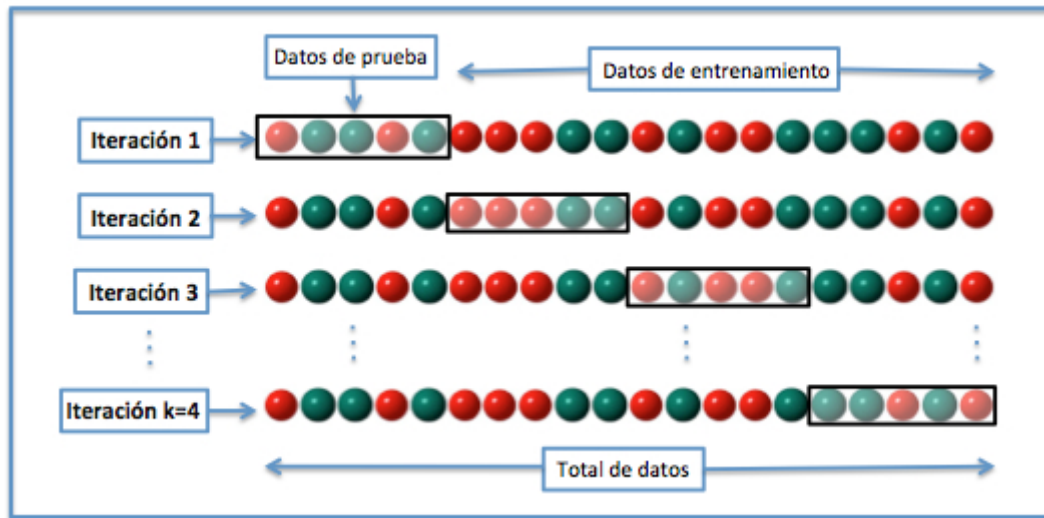 Datos de prueba
Datos de entrenamiento
Iteración 1
Iteración 2
Iteración 3
Iteración k=4
Total de datos